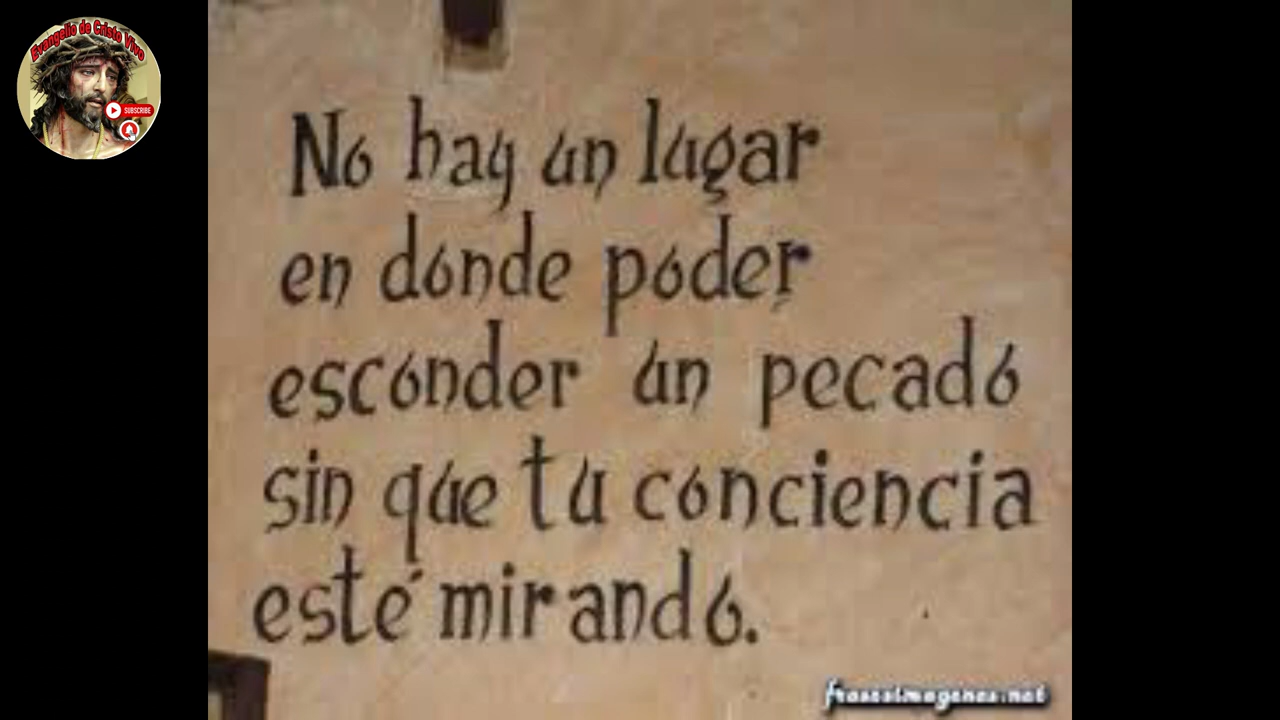 Evangelio de Cristo Vivo
SUBSCRIBE
No hay un lugar
en donde poder
esconder un pecado
sin que tu conciencia
esté mirando.
frasesimagenes.net